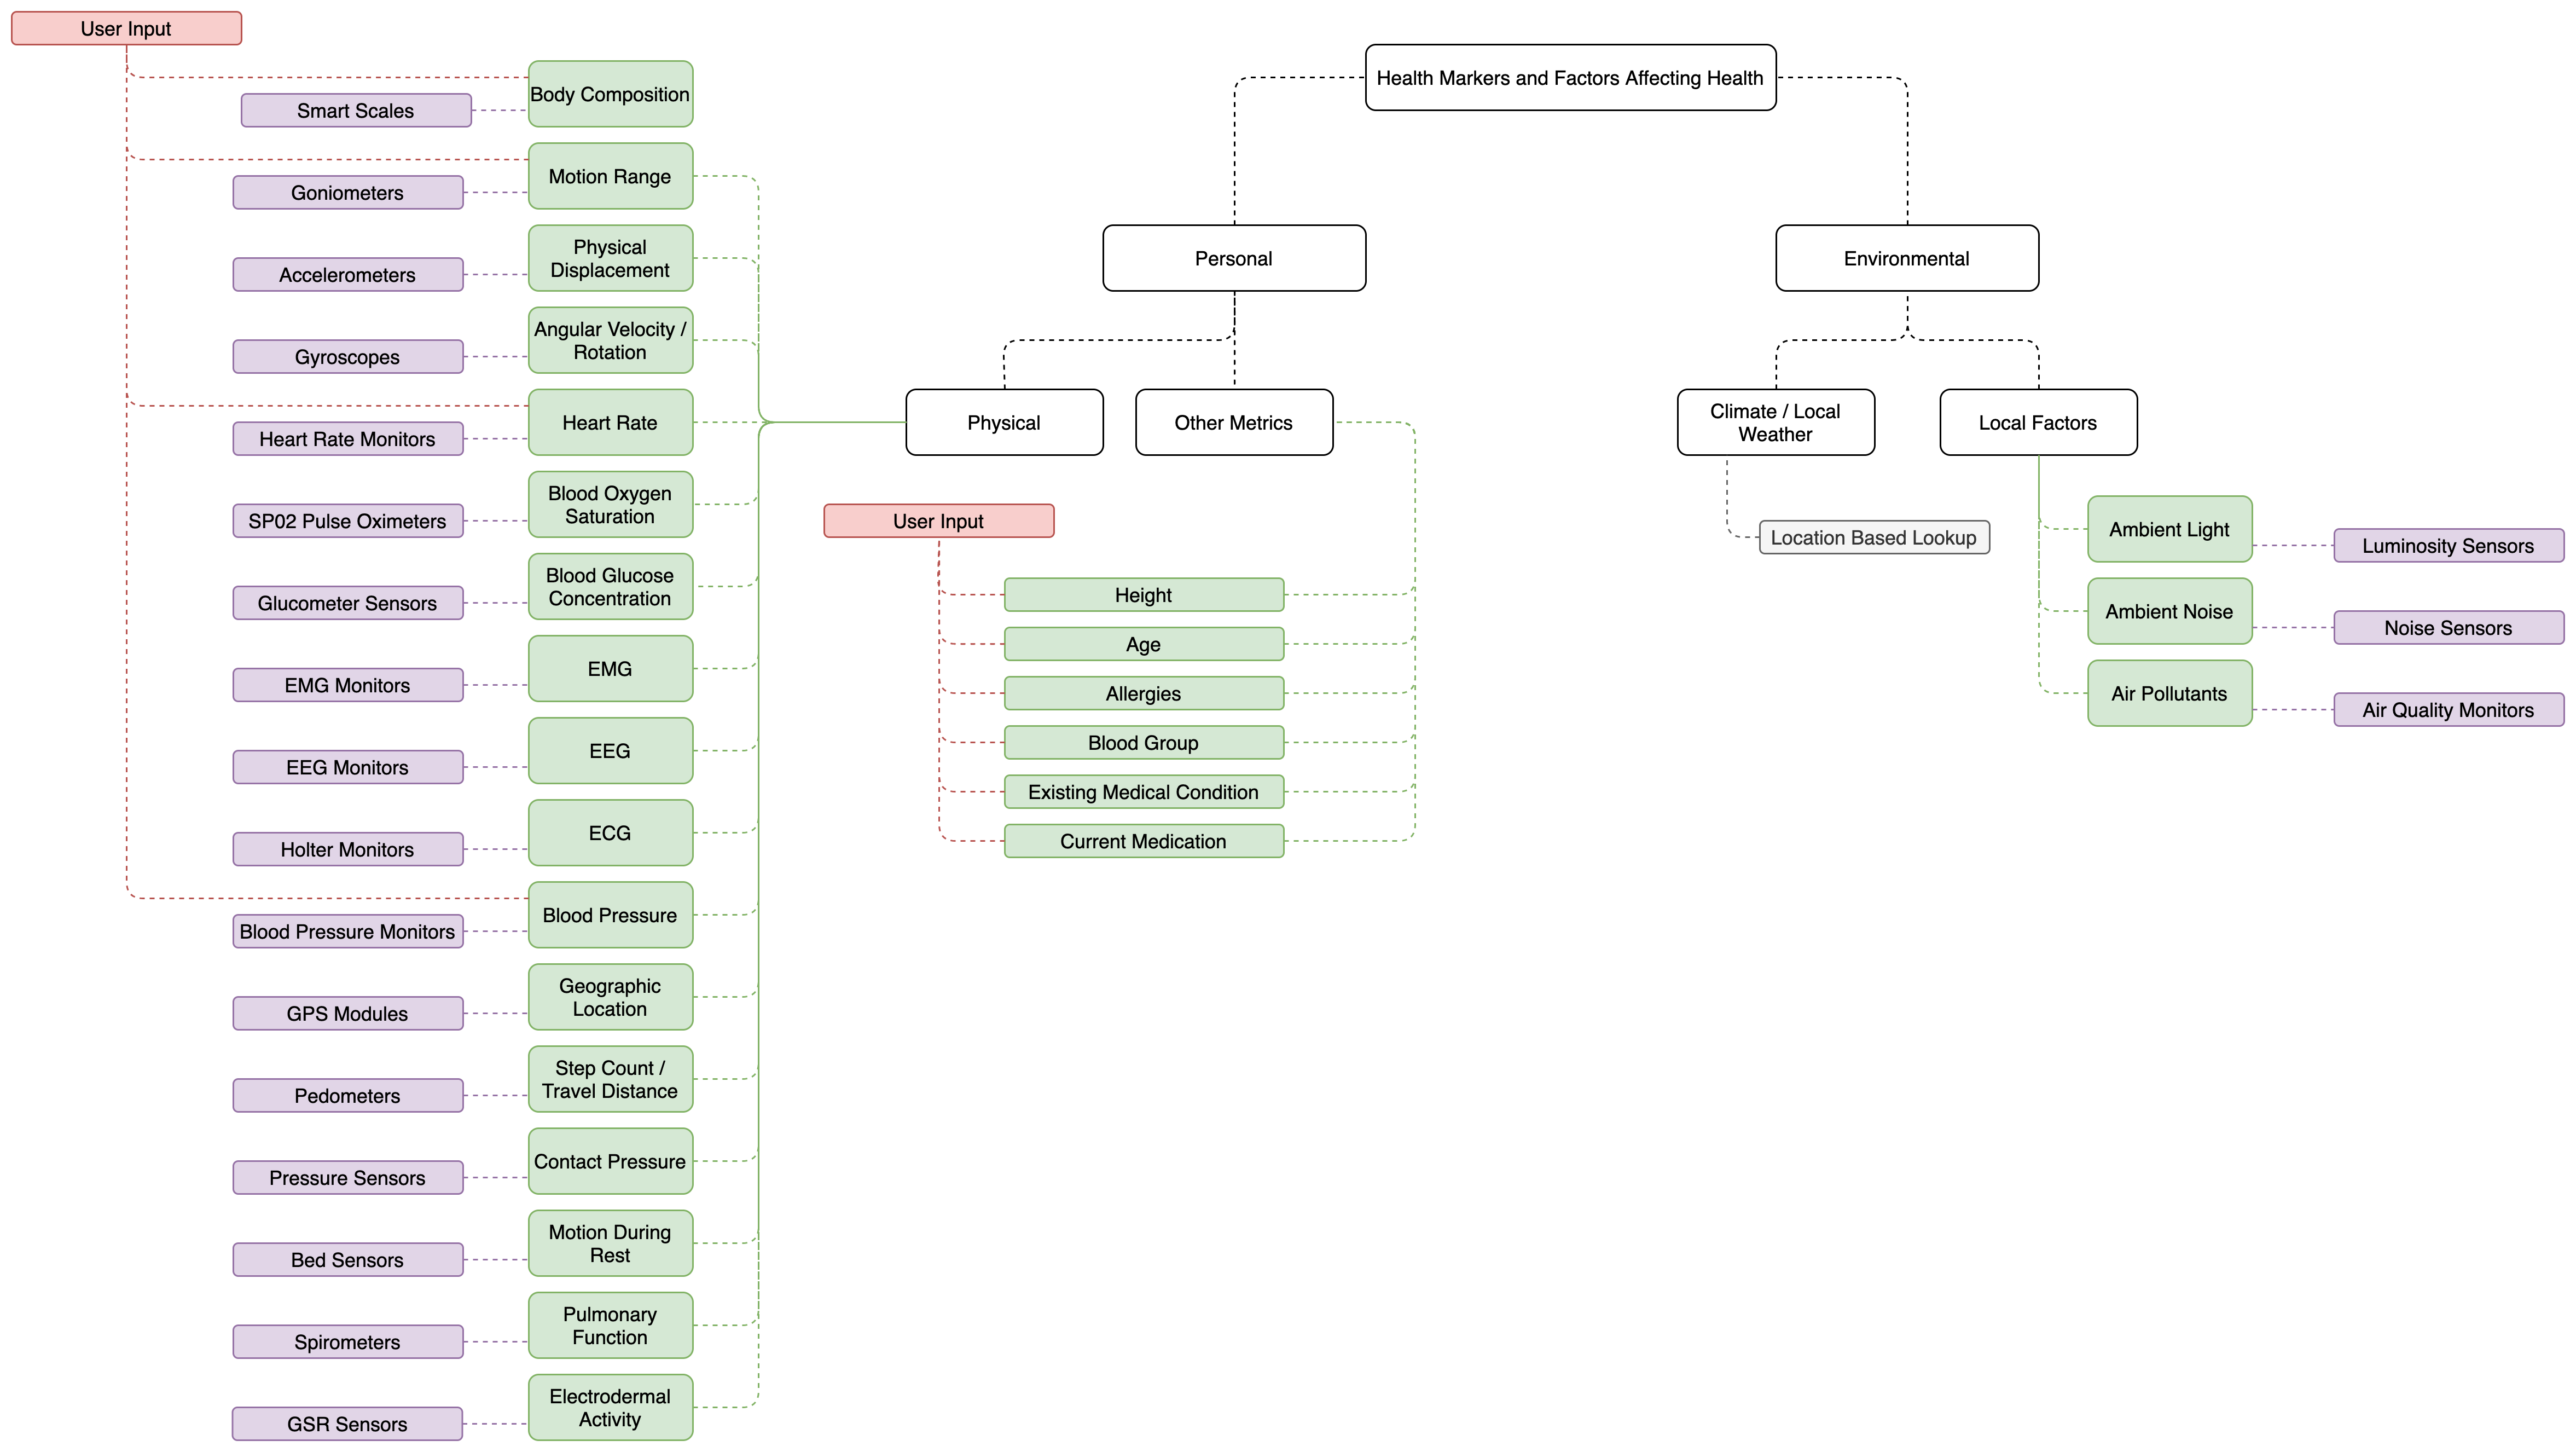 User Input
Body Composition
Smart Scales
Motion Range
Goniometers
Physical
Displacement
Accelerometers
Angular Velocity /
Rotation
Gyroscopes
Heart Rate
Heart Rate Monitors
Blood Oxygen
Saturation
SP02 Pulse Oximeters
Blood Glucose
Concentration
Glucometer Sensors
EMG
EMG Monitors
EEG
EEG Monitors
ECG
Holter Monitors
Blood Pressure
Blood Pressure Monitors
Geographic
Location
GPS Modules
Step Count /
Travel Distance
Pedometers
Contact Pressure
Pressure Sensors
Motion During
Rest
Bed Sensors
Pulmonary
Function
Spirometers
Electrodermal
Activity
GSR Sensors
Health Markers and Factors Affecting Health
Personal
Environmental
Physical
Other Metrics
User Input
Height
Age
Allergies
Blood Group
Existing Medical Condition
Current Medication
Climate / Local
Weather
Local Factors
Location Based Lookup
Ambient Light
Luminosity Sensors
Ambient Noise
Noise Sensors
Air Pollutants
Air Quality Monitors